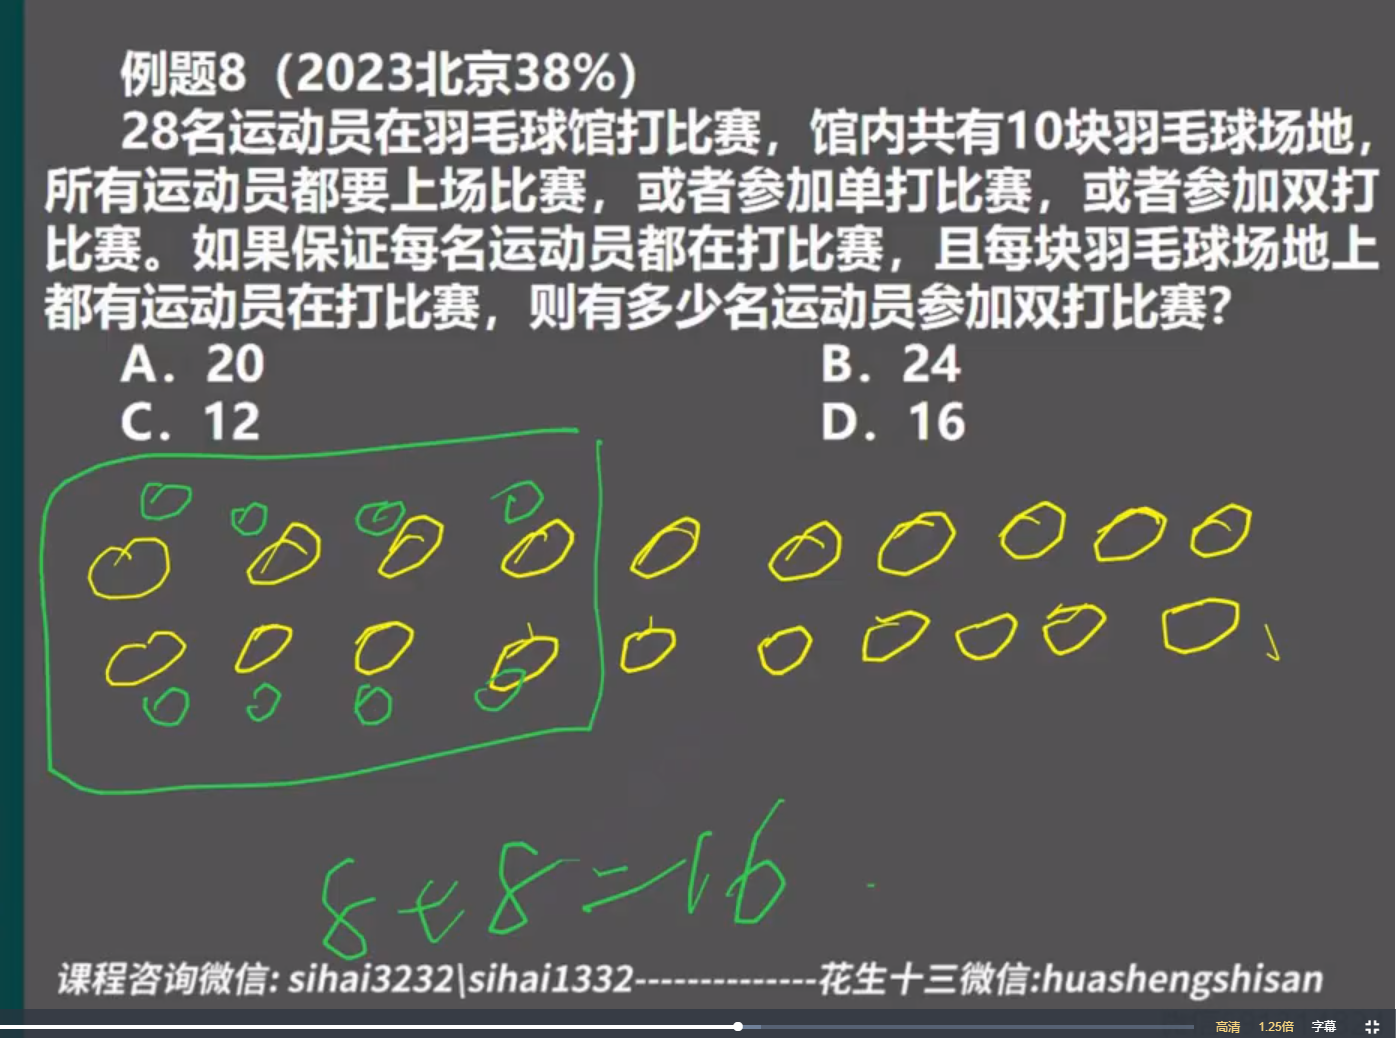 例题8（2023北京38%）
28名运动员在羽毛球馆打比赛，馆内共有10块羽毛球场地，
所有运动员都要上场比赛，或者参加单打比赛，或者参加双打
比赛。如果保证每名运动员都在打比赛，且每块羽毛球场地上
都有运动员在打比赛，则有多少名运动员参加双打比赛？
A. 20 B. 24
C. 12 D. 16
8+8=16
课程咨询微信: sihai3232\sihai1332--------------花生十三微信:huashengshisan
高清 1.25倍 字幕